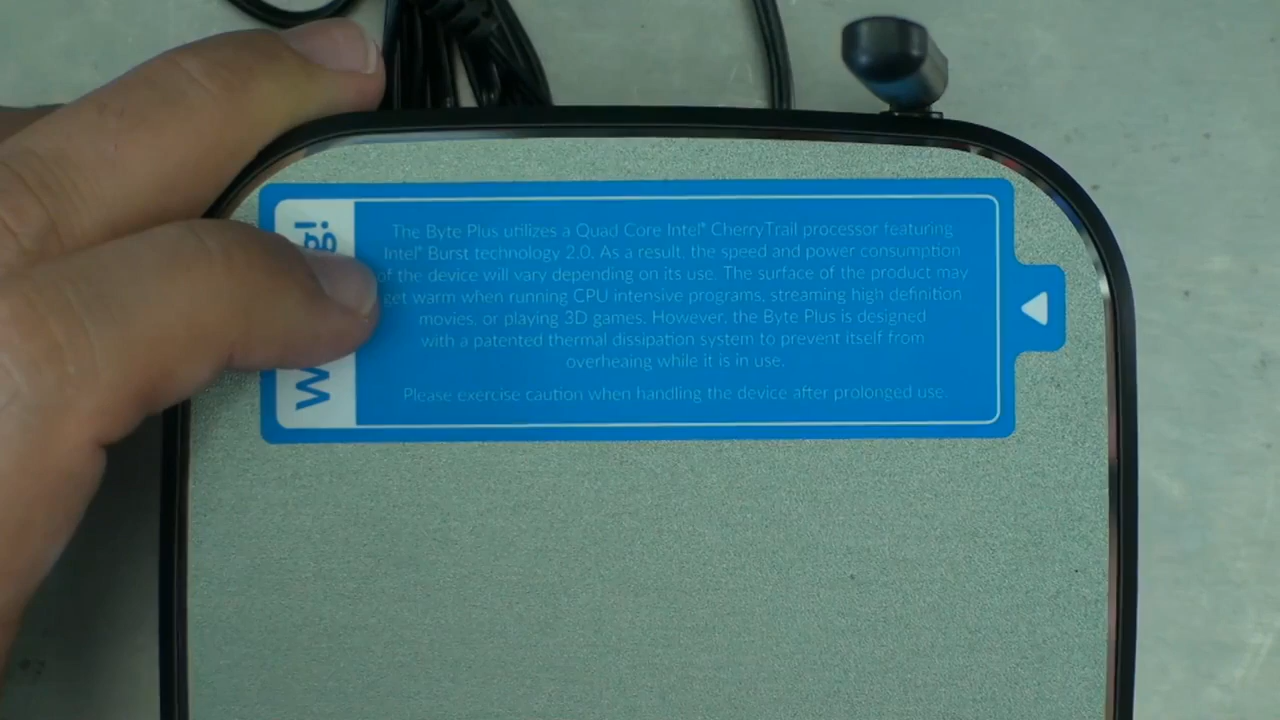 The Byte Plus utilizes a Quad Core Intel® CherryTrail processor featuring
Intel® Burst technology 2.0. As a result, the speed and power consumption
of the device will vary depending on its use. The surface of the product may
get warm when running CPU intensive programs, streaming high definition
movies, or playing 3D games. However, the Byte Plus is designed
with a patented thermal dissipation system to prevent itself from
overheaing while it is in use.
Please exercise caution when handling the device after prolonged use.